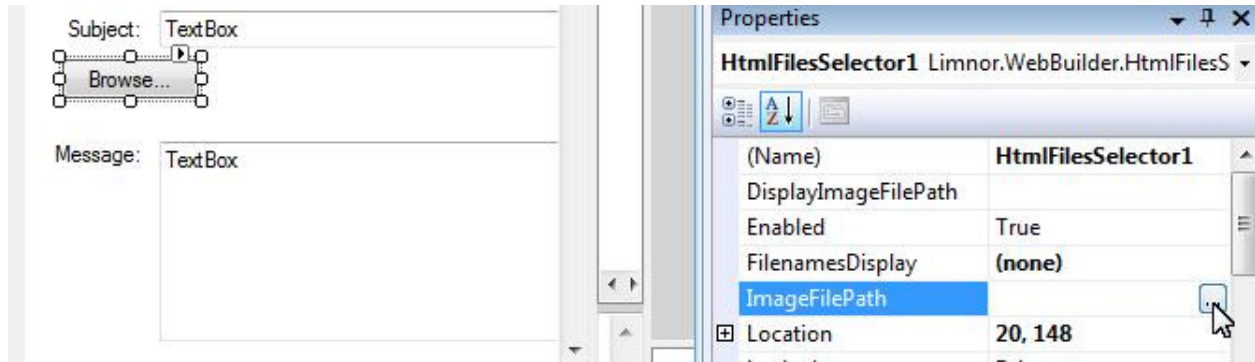 Subject: TextBox
Browse...
Message: TextBox
Properties
HtmlFilesSelector1 Limnor.WebBuilder.HtmlFilesS
(Name) HtmlFilesSelector1
DisplayImageFilePath
Enabled True
FilenamesDisplay (none)
ImageFilePath ...
Location 20, 148